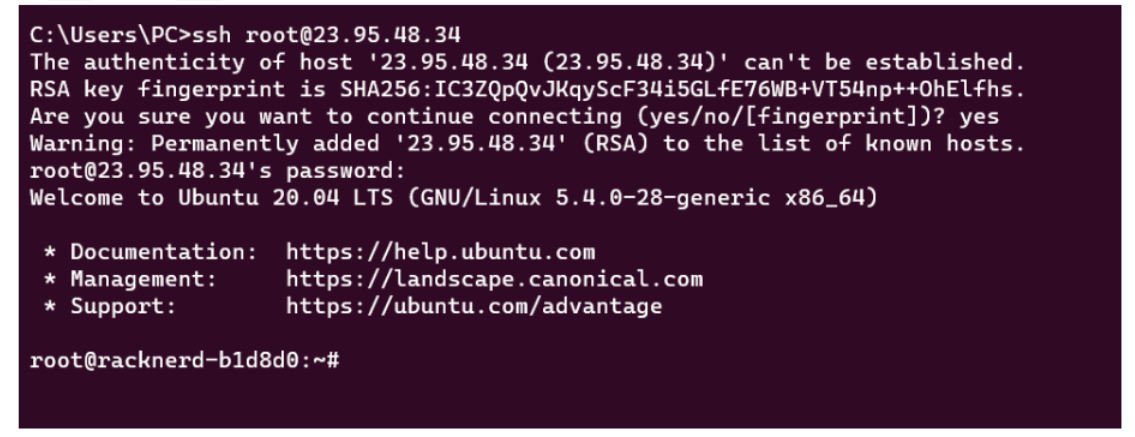 C:\Users\PC>ssh root@23.95.48.34
The authenticity of host '23.95.48.34 (23.95.48.34)' can't be established.
RSA key fingerprint is SHA256:IC3ZQpQvJKqyScF34i5GLfE76WB+VT54np++OhElfhs.
Are you sure you want to continue connecting (yes/no/[fingerprint])? yes
Warning: Permanently added '23.95.48.34' (RSA) to the list of known hosts.
root@23.95.48.34's password:
Welcome to Ubuntu 20.04 LTS (GNU/Linux 5.4.0-28-generic x86_64)
* Documentation:  https://help.ubuntu.com
* Management:     https://landscape.canonical.com
* Support:        https://ubuntu.com/advantage
root@racknerd-b1d8d0:~#